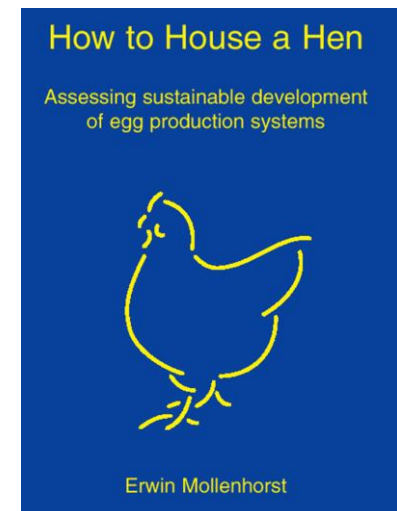 How to House a Hen
Assessing sustainable development
of egg production systems
Erwin Mollenhorst